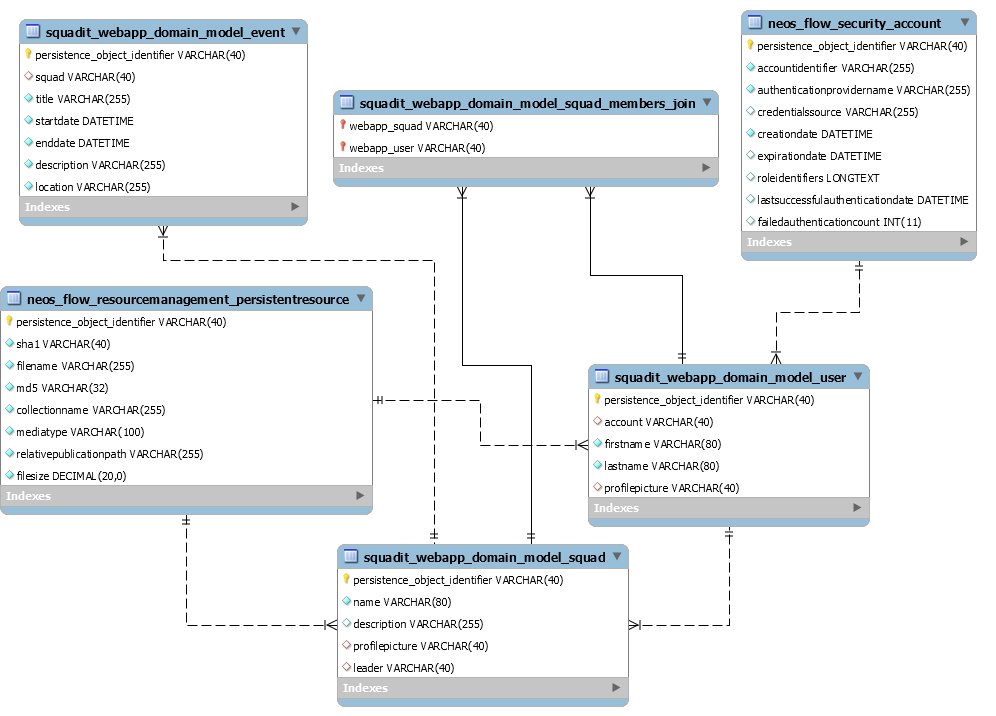 squadit_webapp_domain_model_event
persistence_object_identifier VARCHAR(40)
squad VARCHAR(40)
title VARCHAR(255)
startdate DATETIME
enddate DATETIME
description VARCHAR(255)
location VARCHAR(255)
Indexes
squadit_webapp_domain_model_squad_members_join
webapp_squad VARCHAR(40)
webapp_user VARCHAR(40)
Indexes
neos_flow_security_account
persistence_object_identifier VARCHAR(40)
accountidentifier VARCHAR(255)
authenticationprovidername VARCHAR(255)
credentialssource VARCHAR(255)
creationdate DATETIME
expirationdate DATETIME
roleidentifiers LONGTEXT
lastsuccessfulauthenticationdate DATETIME
failedauthenticationcount INT(11)
Indexes
neos_flow_resourcemanagement_persistentresource
persistence_object_identifier VARCHAR(40)
sha1 VARCHAR(40)
filename VARCHAR(255)
md5 VARCHAR(32)
collectionname VARCHAR(255)
mediatype VARCHAR(100)
relativepublicationpath VARCHAR(255)
filesize DECIMAL(20,0)
Indexes
squadit_webapp_domain_model_user
persistence_object_identifier VARCHAR(40)
account VARCHAR(40)
firstname VARCHAR(80)
lastname VARCHAR(80)
profilepicture VARCHAR(40)
Indexes
squadit_webapp_domain_model_squad
persistence_object_identifier VARCHAR(40)
name VARCHAR(80)
description VARCHAR(255)
profilepicture VARCHAR(40)
leader VARCHAR(40)
Indexes